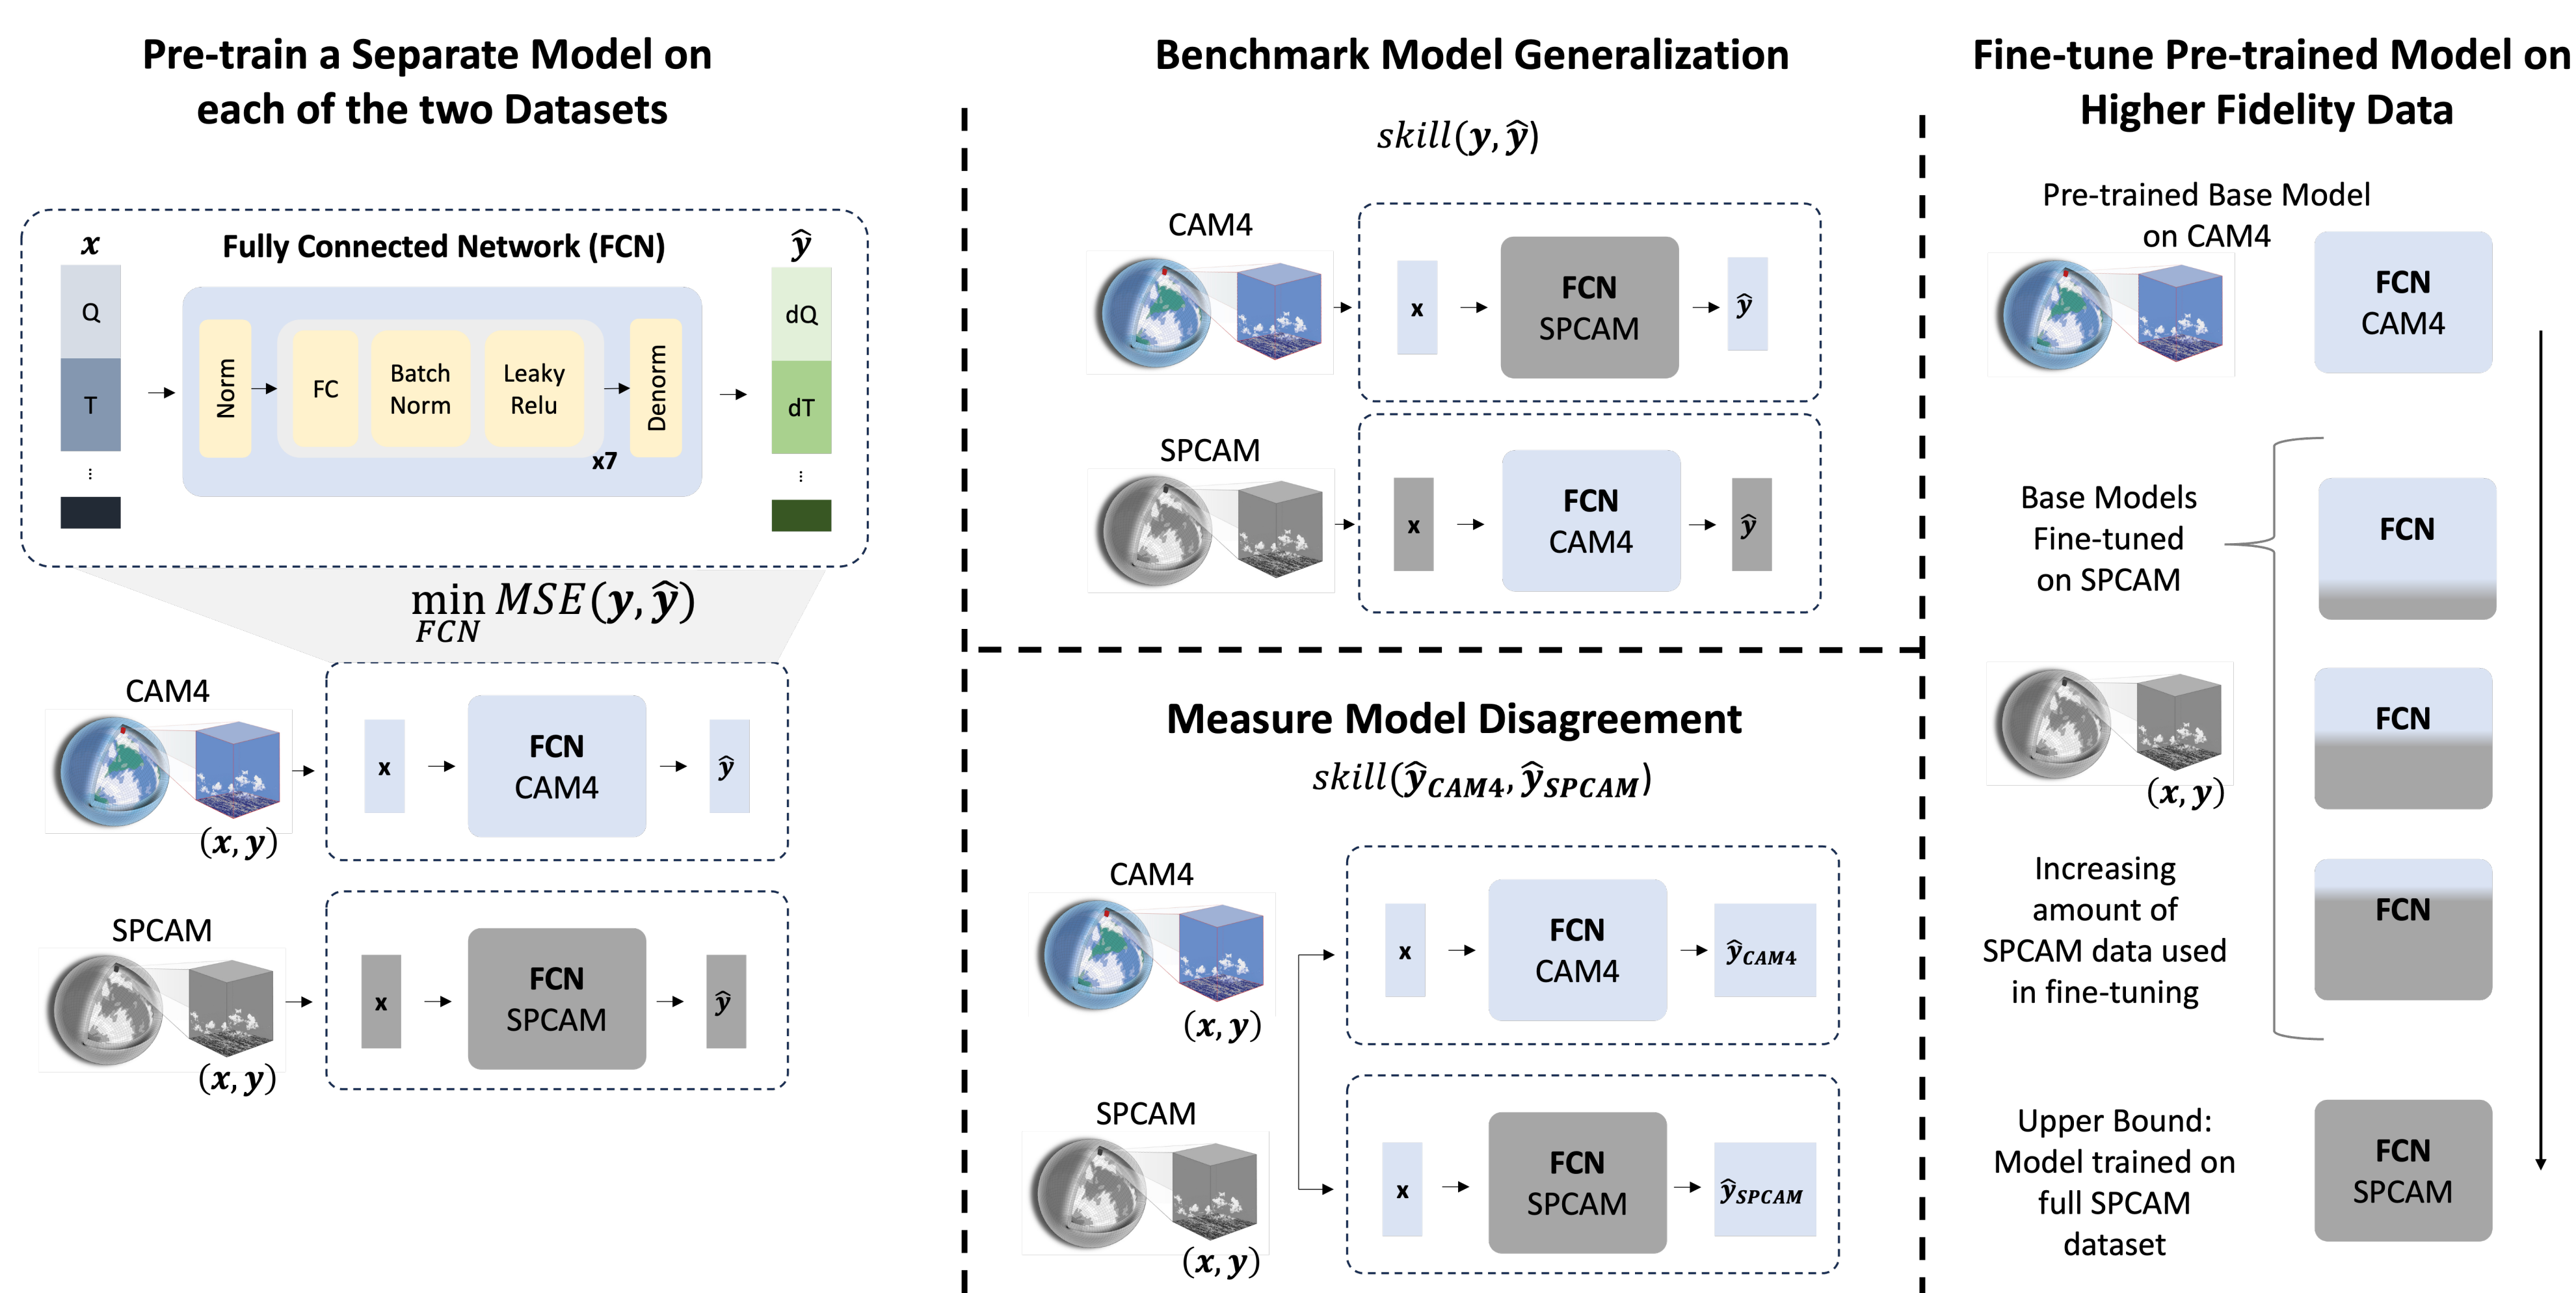 Pre-train a Separate Model on
each of the two Datasets
x
Fully Connected Network (FCN)
ŷ
Q
T
⋮
Norm
FC
Batch
Norm
Leaky
Relu
x7
Denorm
dQ
dT
⋮
min MSE(y, ŷ)
FCN
CAM4
(x, y)
x
FCN
CAM4
ŷ
SPCAM
(x, y)
x
FCN
SPCAM
ŷ
Benchmark Model Generalization
skill(y, ŷ)
CAM4
x
FCN
SPCAM
ŷ
SPCAM
x
FCN
CAM4
ŷ
Measure Model Disagreement
skill(ŷCAM4, ŷSPCAM)
CAM4
(x, y)
x
FCN
CAM4
ŷCAM4
SPCAM
(x, y)
x
FCN
SPCAM
ŷSPCAM
Fine-tune Pre-trained Model on
Higher Fidelity Data
Pre-trained Base Model
on CAM4
FCN
CAM4
Base Models
Fine-tuned
on SPCAM
FCN
(x, y)
FCN
Increasing
amount of
SPCAM data used
in fine-tuning
FCN
Upper Bound:
Model trained on
full SPCAM
dataset
FCN
SPCAM